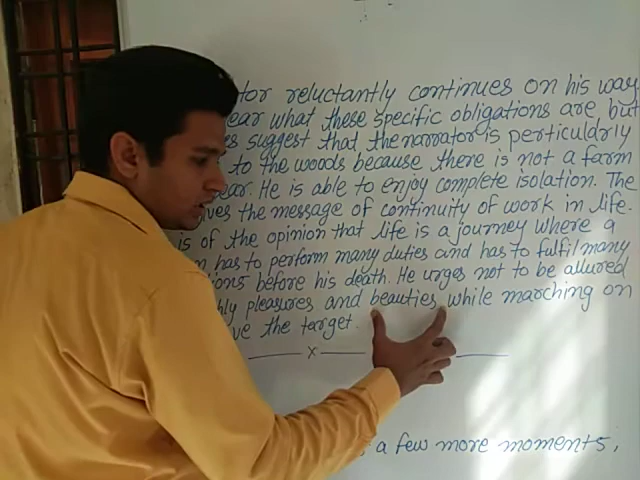 tor reluctantly continues on his way
ear what these specific obligations are but
es suggest that the narrator is perticuldrly
to the woods because there is not a farm
ear. He is able to enjoy complete isolation. The
ves the message of continuity of work in life.
is of the opinion that life is a journey where a
n has to perform many duties and has to fulfil many
ions before his death. He urges not to be allured
hly pleasures and beauties while marching on
ve the target.
x
a few more moments,